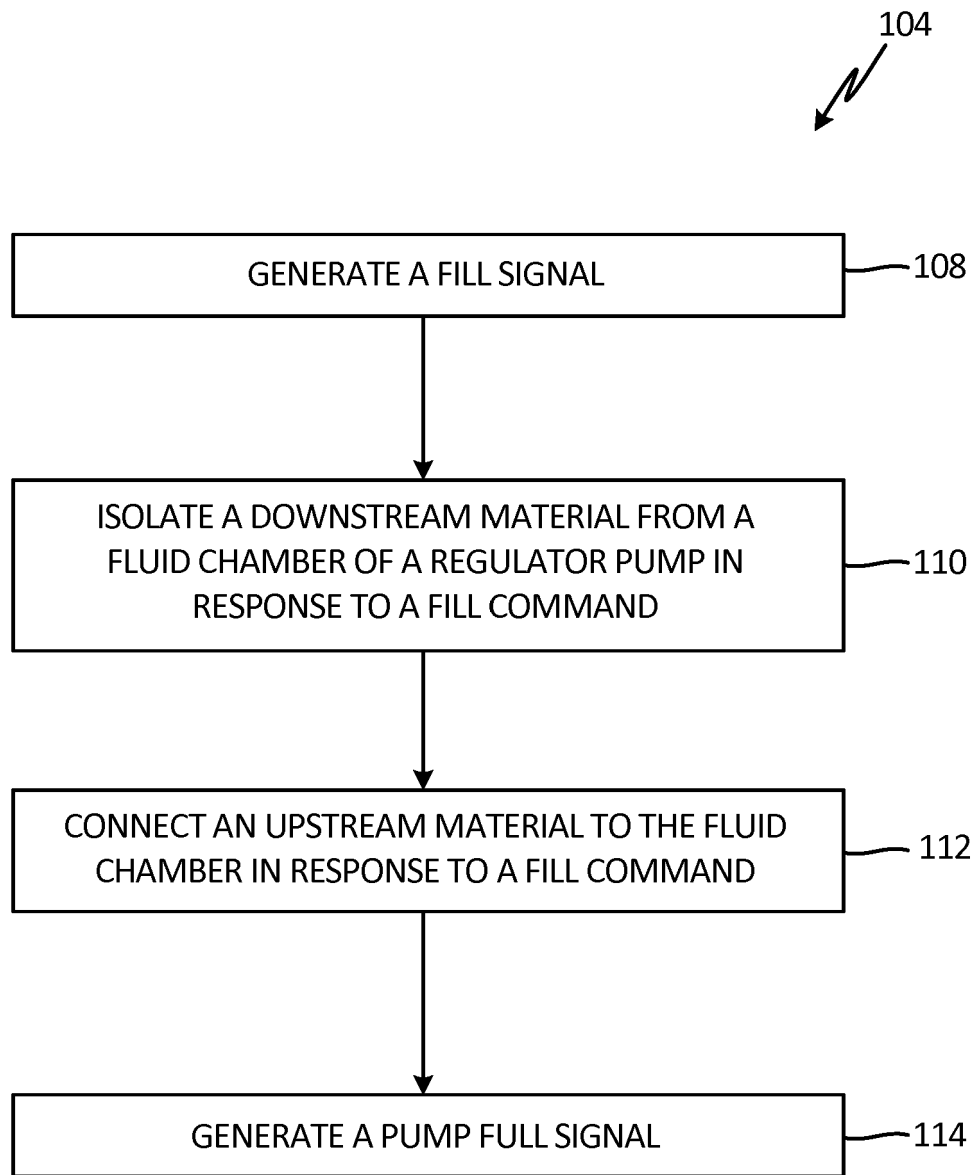 104
GENERATE A FILL SIGNAL
108
ISOLATE A DOWNSTREAM MATERIAL FROM A
FLUID CHAMBER OF A REGULATOR PUMP IN
RESPONSE TO A FILL COMMAND
110
CONNECT AN UPSTREAM MATERIAL TO THE FLUID
CHAMBER IN RESPONSE TO A FILL COMMAND
112
GENERATE A PUMP FULL SIGNAL
114